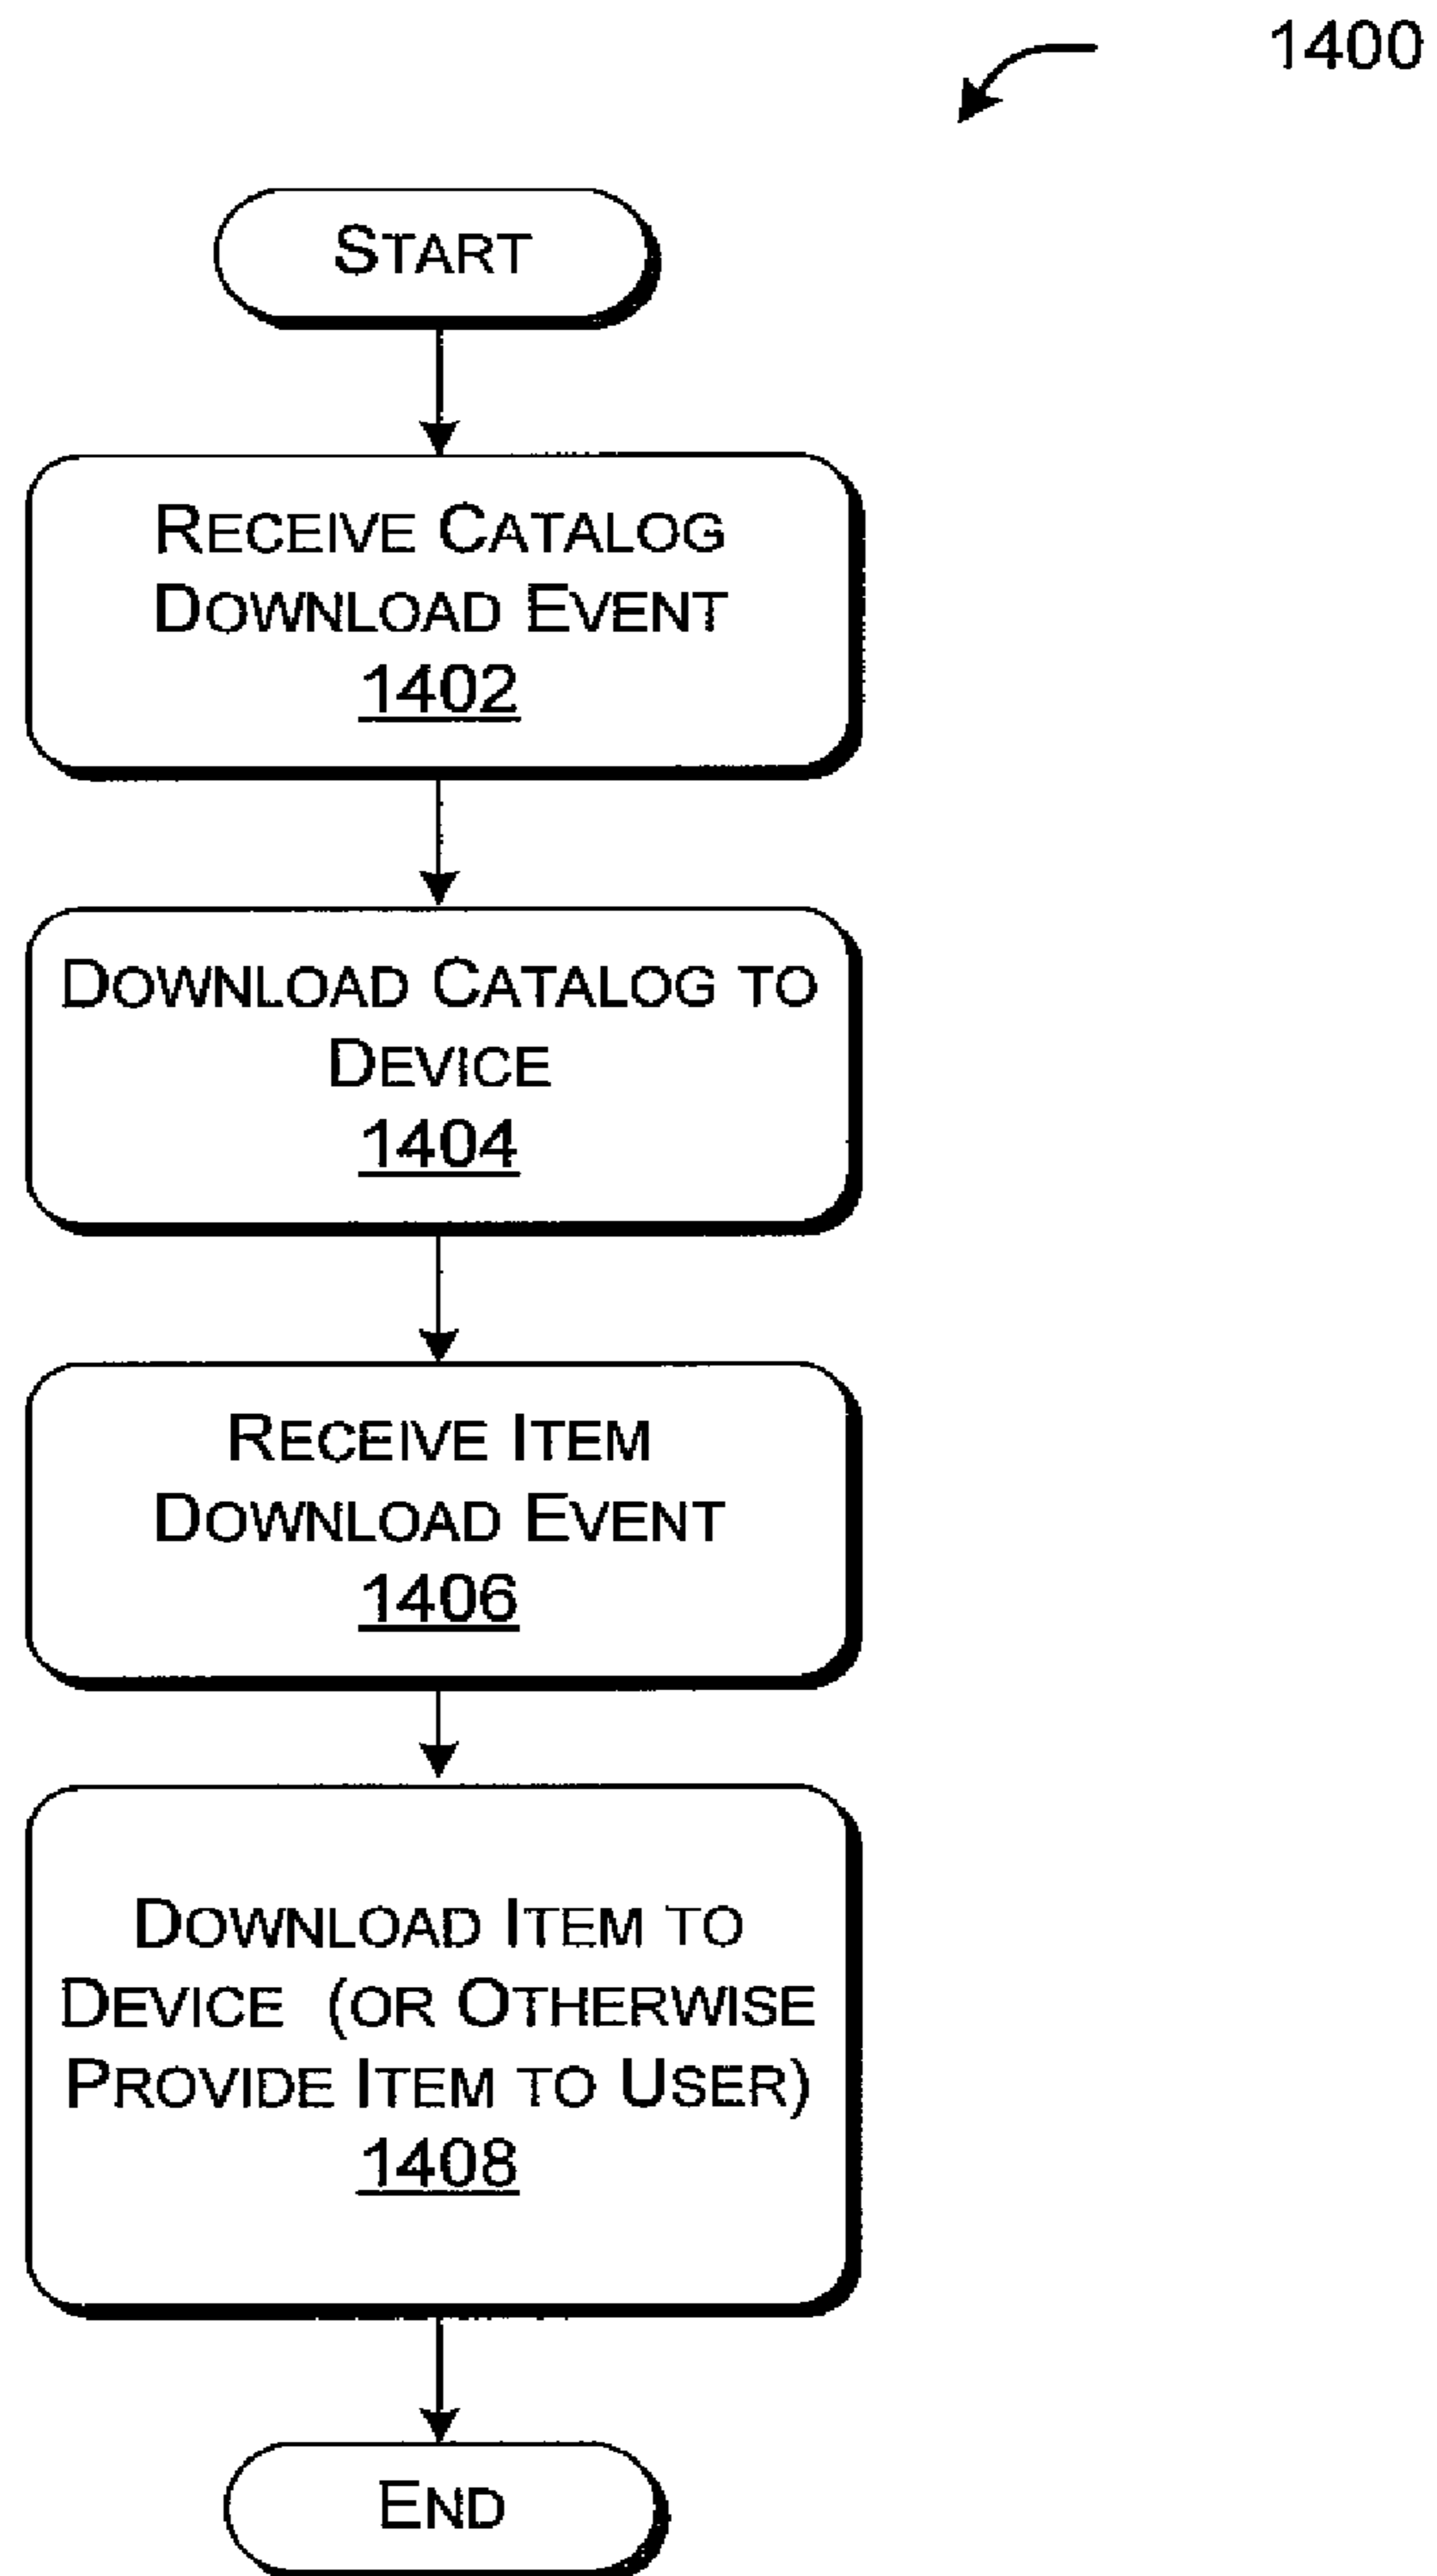 1400
START
RECEIVE CATALOG
DOWNLOAD EVENT
1402
DOWNLOAD CATALOG TO
DEVICE
1404
RECEIVE ITEM
DOWNLOAD EVENT
1406
DOWNLOAD ITEM TO
DEVICE (OR OTHERWISE
PROVIDE ITEM TO USER)
1408
END